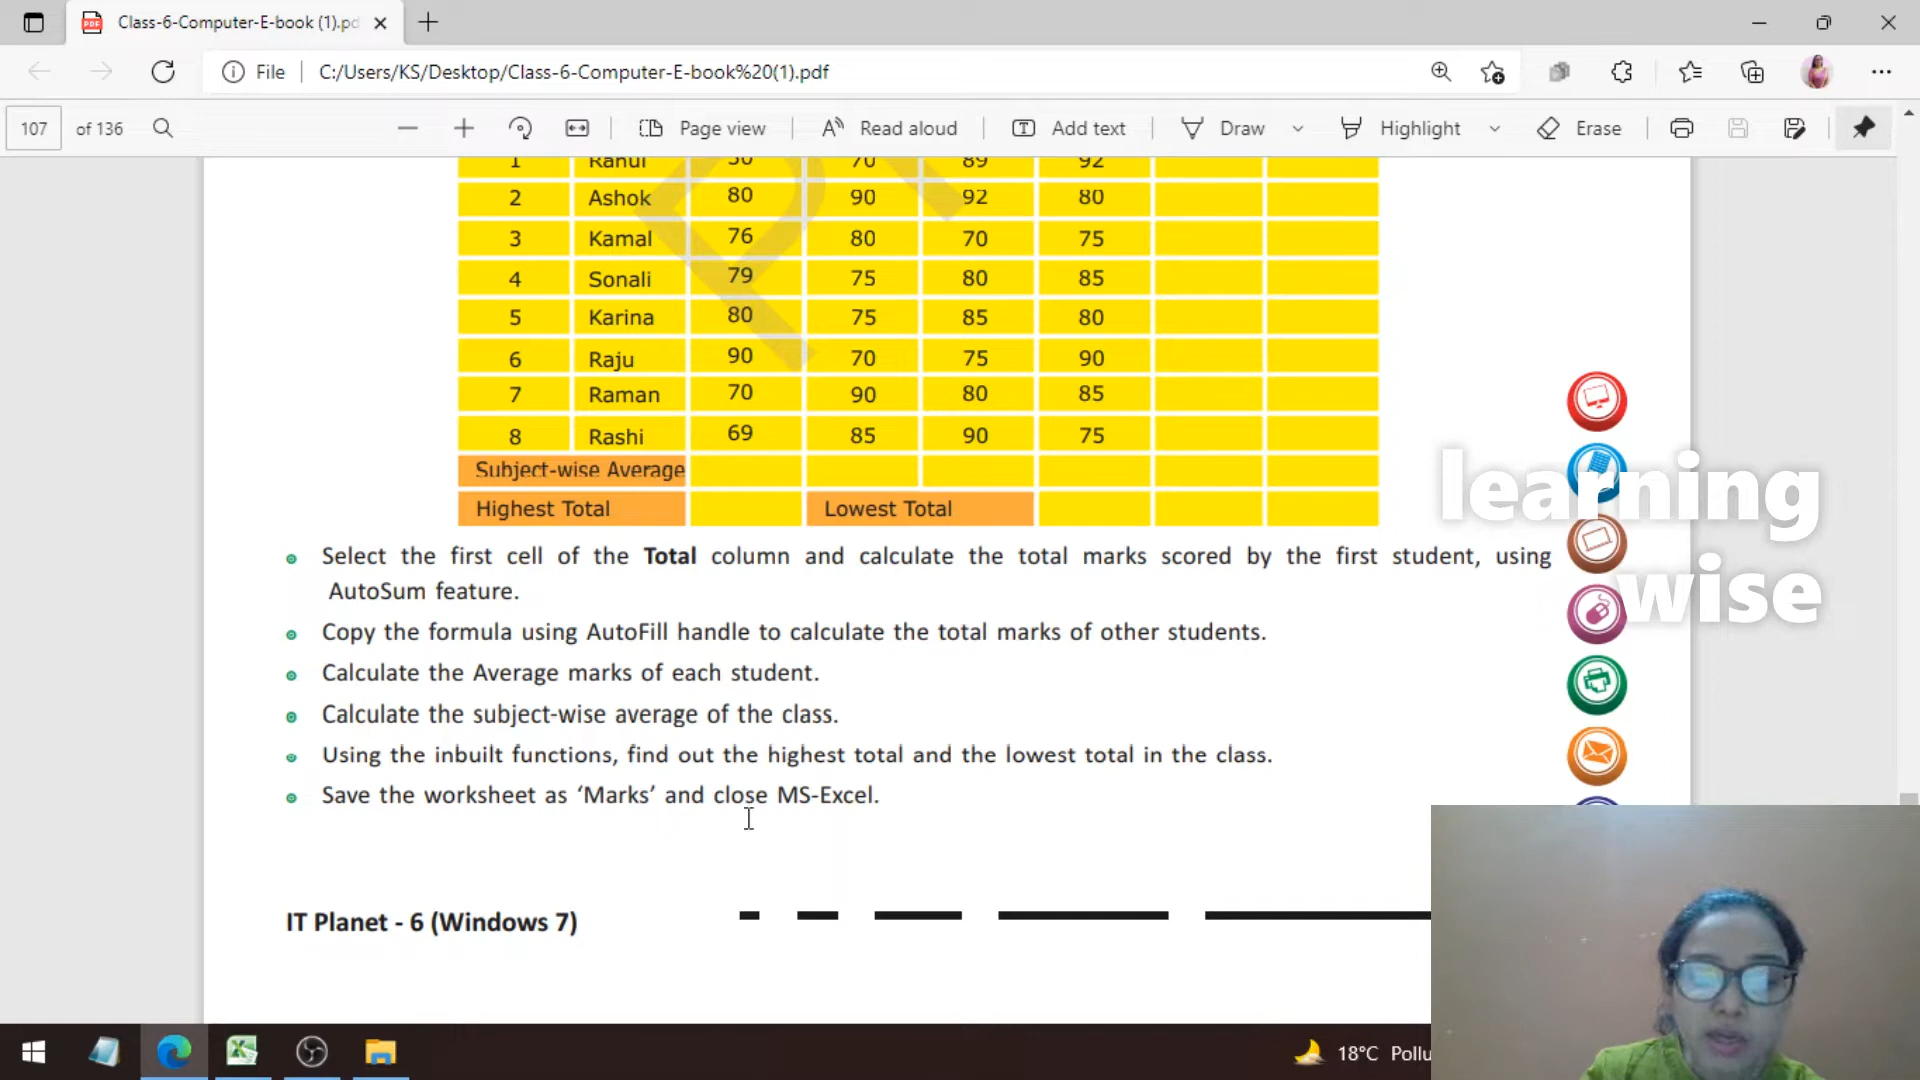 Class-6-Computer-E-book (1).pd
File C:/Users/KS/Desktop/Class-6-Computer-E-book%20(1).pdf
107 of 136 Page view Read aloud Add text Draw Highlight Erase
1 Rahul 50 70 89 92
2 Ashok 80 90 92 80
3 Kamal 76 80 70 75
4 Sonali 79 75 80 85
5 Karina 80 75 85 80
6 Raju 90 70 75 90
7 Raman 70 90 80 85
8 Rashi 69 85 90 75
Subject-wise Average
Highest Total Lowest Total
learning
wise
Select the first cell of the Total column and calculate the total marks scored by the first student, using
AutoSum feature.
Copy the formula using AutoFill handle to calculate the total marks of other students.
Calculate the Average marks of each student.
Calculate the subject-wise average of the class.
Using the inbuilt functions, find out the highest total and the lowest total in the class.
Save the worksheet as ‘Marks’ and close MS-Excel.
IT Planet - 6 (Windows 7)
18°C Pollu